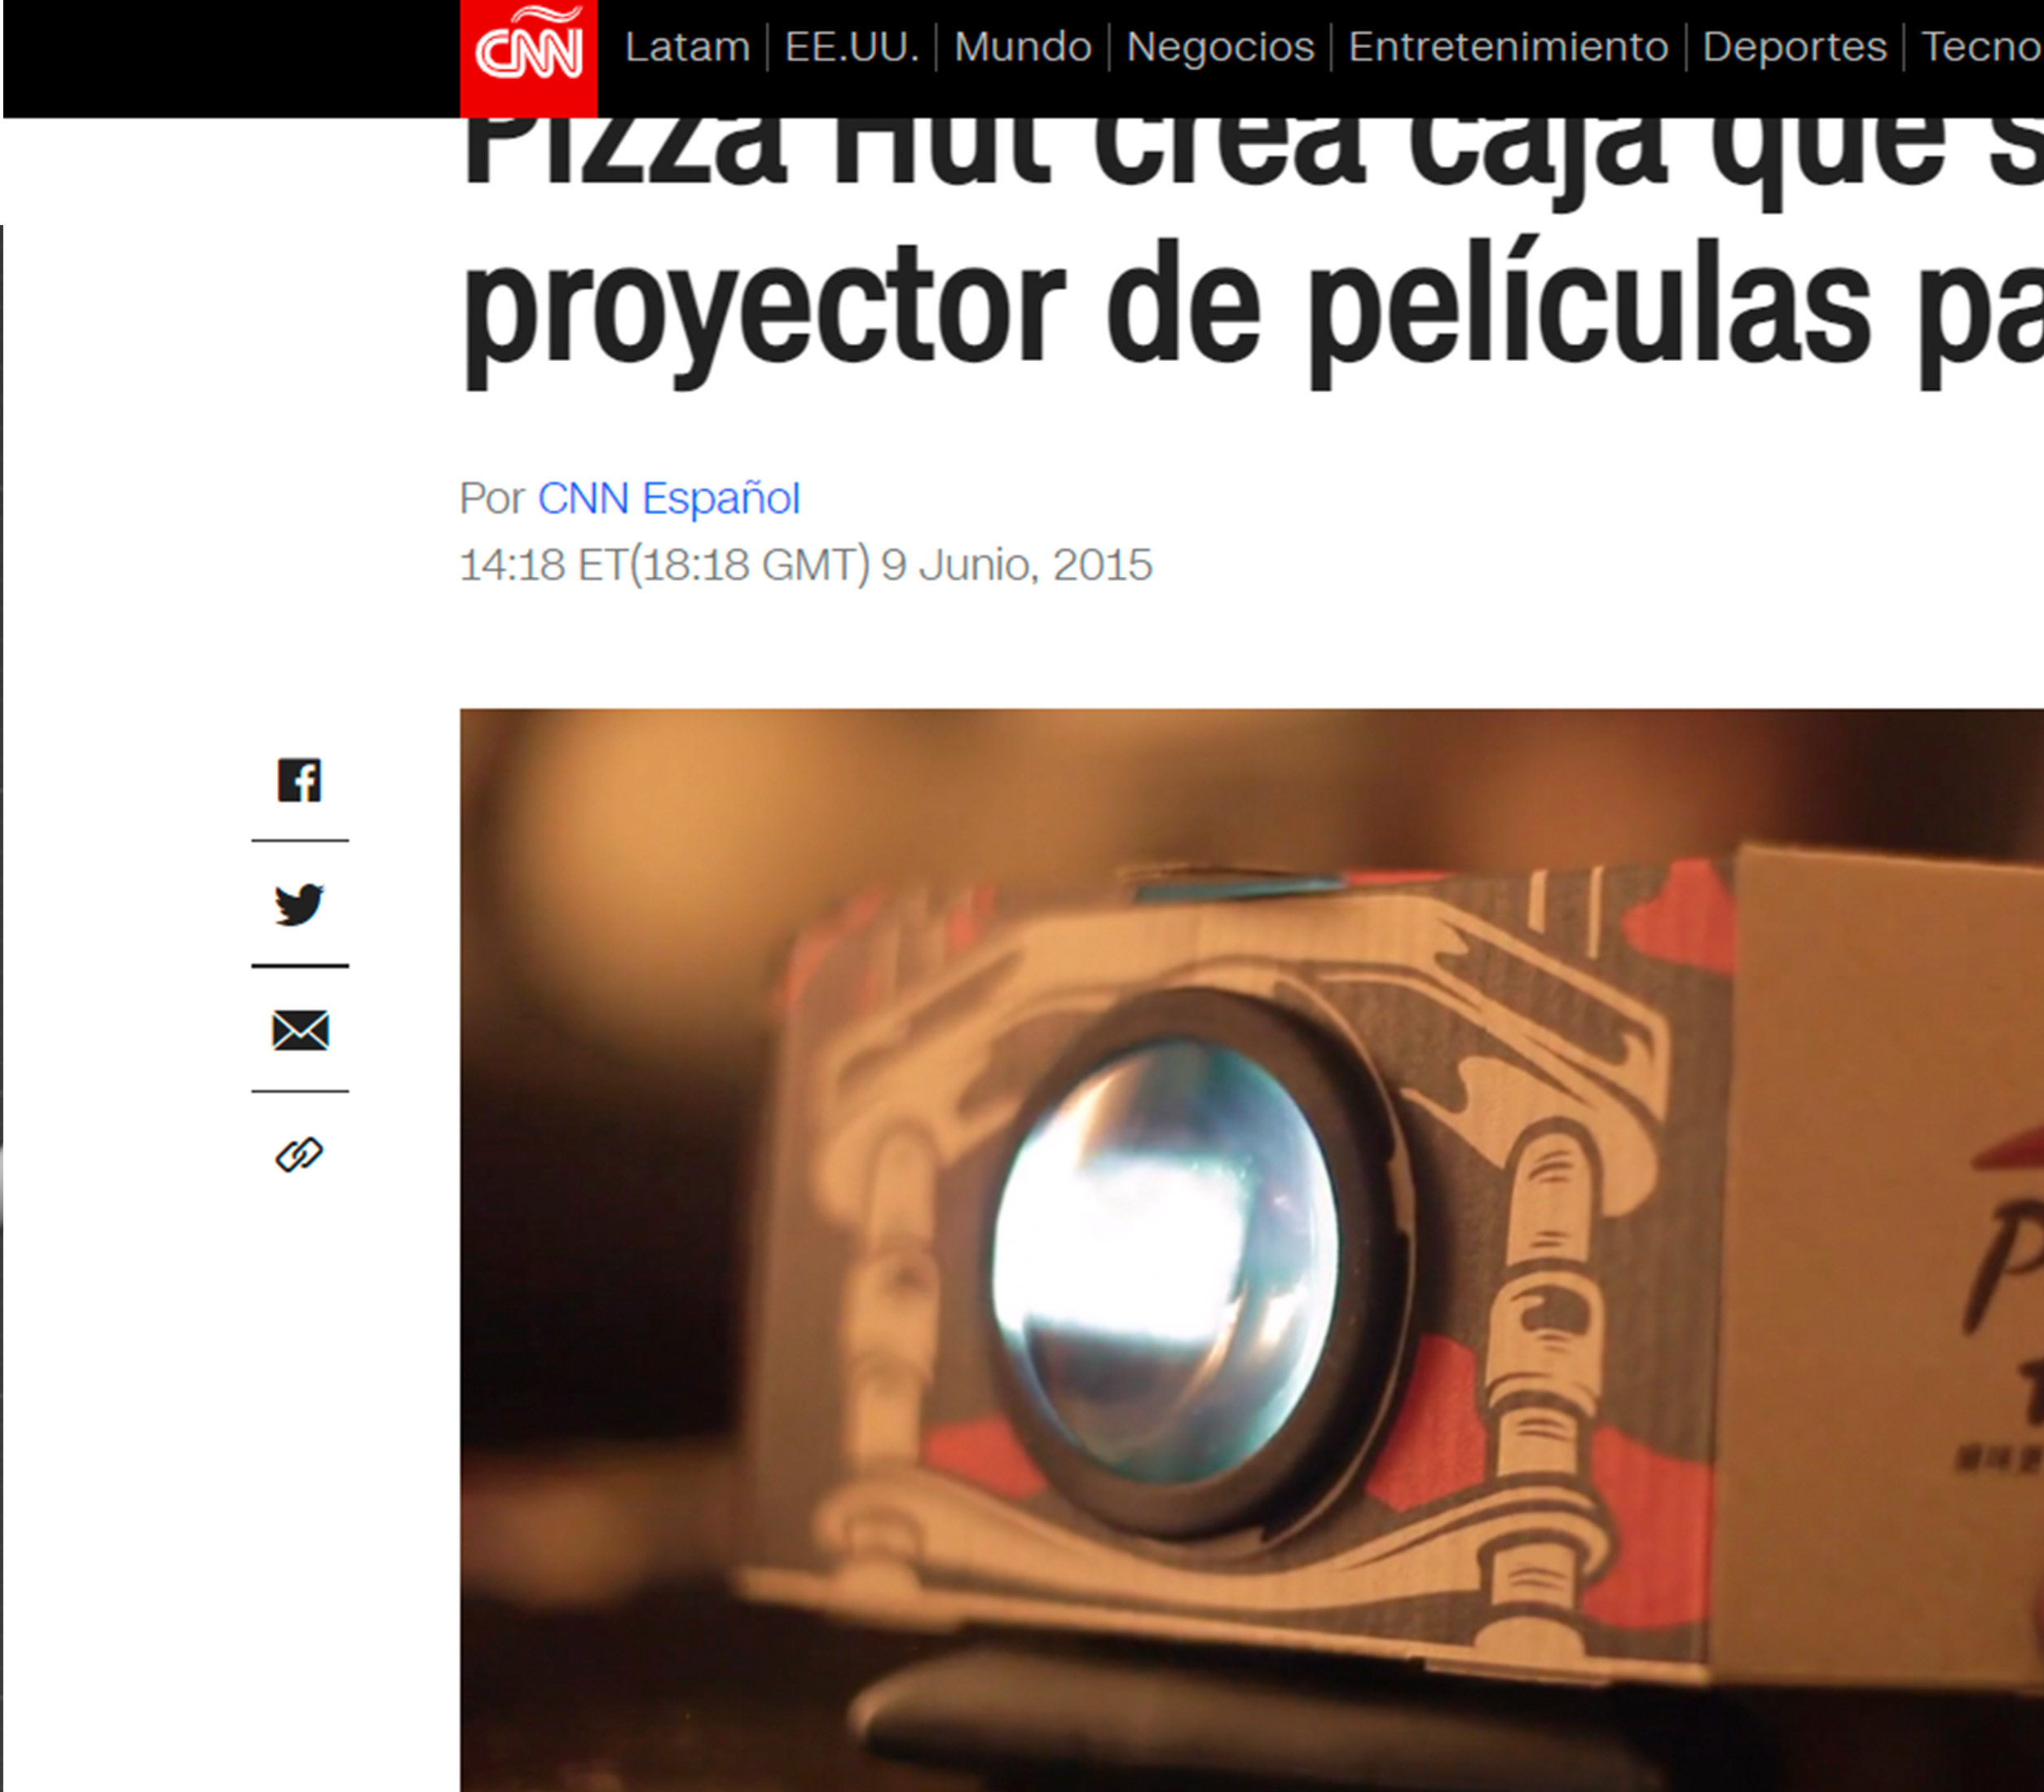 CNN Latam EE.UU. Mundo Negocios Entretenimiento Deportes Tecno
Pizza Hut crea caja que s
proyector de películas pa
Por CNN Español
14:18 ET(18:18 GMT) 9 Junio, 2015
P